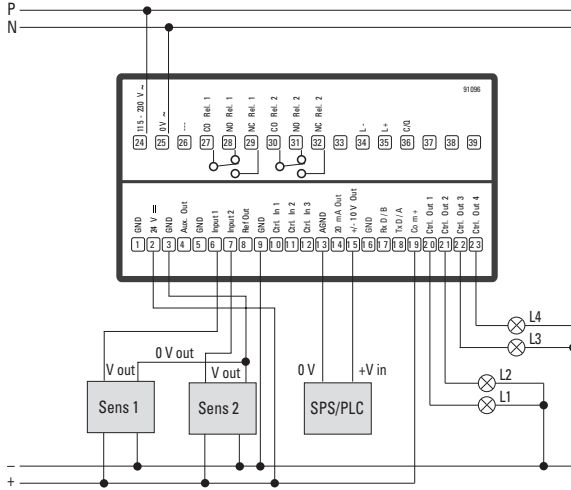 P
N
91096
115 - 230 V ~
0 V ~
---
CO Rel. 1
NO Rel. 1
NC Rel. 1
CO Rel. 2
NO Rel. 2
NC Rel. 2
L -
L+
C/Ω
24 25 26 27 28 29 30 31 32 33 34 35 36 37 38 39
GND
24 V
GND
Aux. Out
GND
Input 1
Input 2
Ref Out
GND
Ctrl. In 1
Ctrl. In 2
Ctrl. In 3
AGND
20 mA Out
+/- 10 V Out
GND
Rx D / B
Tx D / A
Com +
Ctrl. Out 1
Ctrl. Out 2
Ctrl. Out 3
Ctrl. Out 4
1 2 3 4 5 6 7 8 9 10 11 12 13 14 15 16 17 18 19 20 21 22 23
L4
L3
0 V out
V out
V out
0 V
+V in
L2
L1
Sens 1
Sens 2
SPS/PLC
–
+